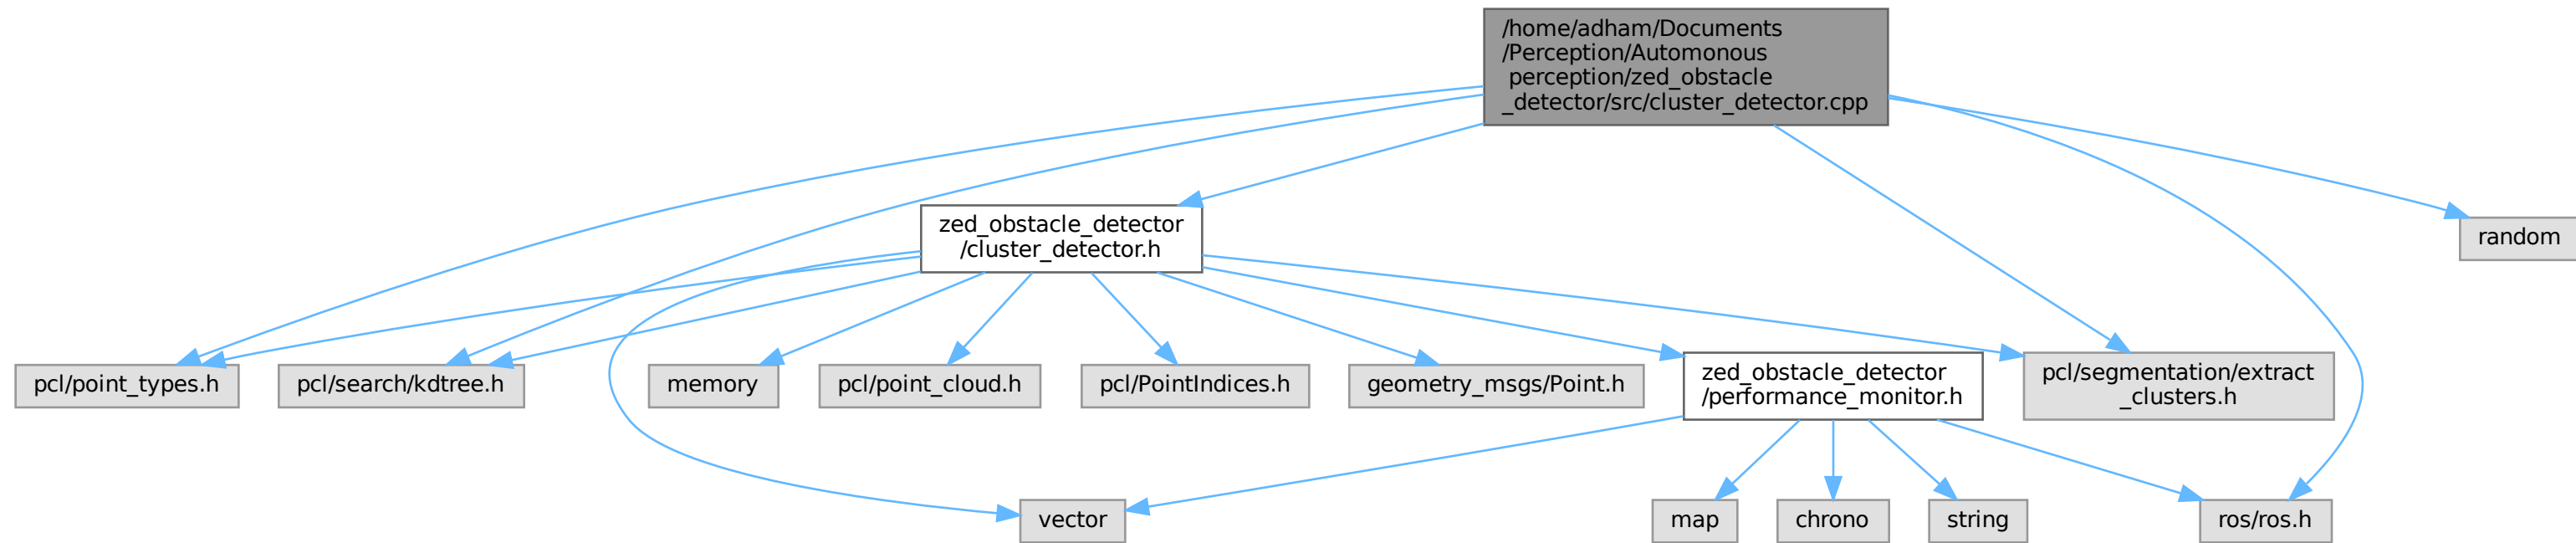 /home/adham/Documents
/Perception/Automonous
perception/zed_obstacle
_detector/src/cluster_detector.cpp
zed_obstacle_detector
/cluster_detector.h
random
pcl/point_types.h
pcl/search/kdtree.h
memory
pcl/point_cloud.h
pcl/PointIndices.h
geometry_msgs/Point.h
zed_obstacle_detector
/performance_monitor.h
pcl/segmentation/extract
_clusters.h
vector
map
chrono
string
ros/ros.h